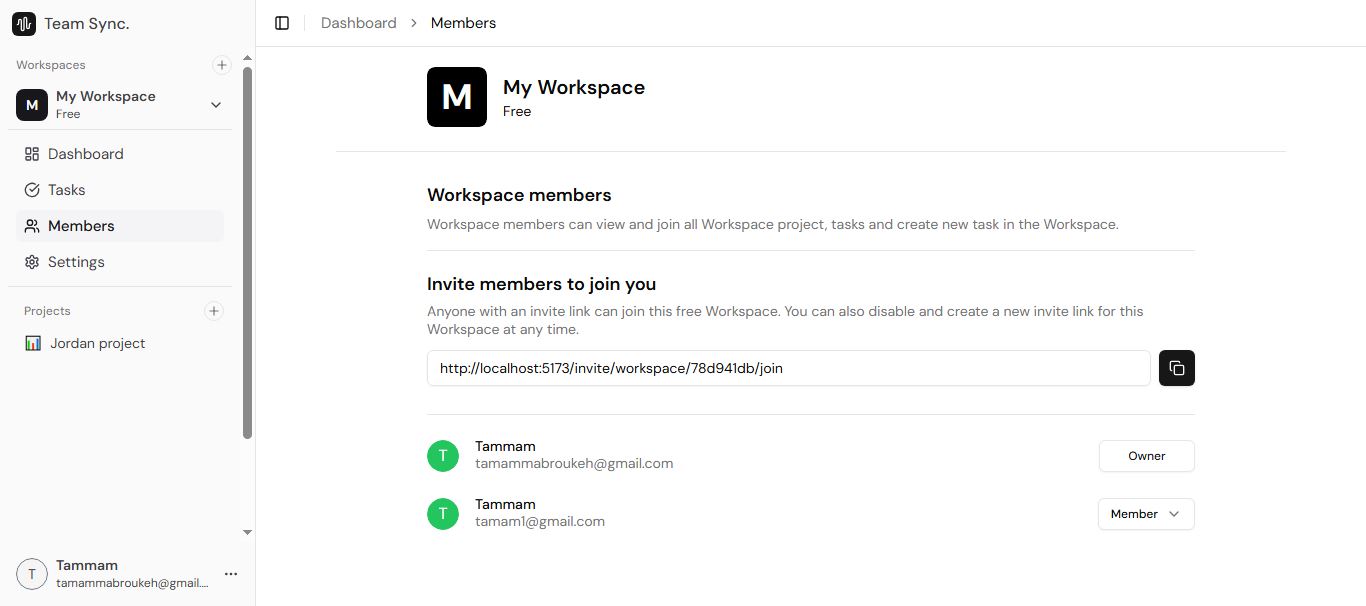 Team Sync.
Workspaces
M
My Workspace
Free
Dashboard
Tasks
Members
Settings
Projects
Jordan project
T
Tammam
tamammabroukeh@gmail....
Dashboard > Members
M
My Workspace
Free
Workspace members
Workspace members can view and join all Workspace project, tasks and create new task in the Workspace.
Invite members to join you
Anyone with an invite link can join this free Workspace. You can also disable and create a new invite link for this
Workspace at any time.
http://localhost:5173/invite/workspace/78d941db/join
T
Tammam
tamammabroukeh@gmail.com
Owner
T
Tammam
tamam1@gmail.com
Member